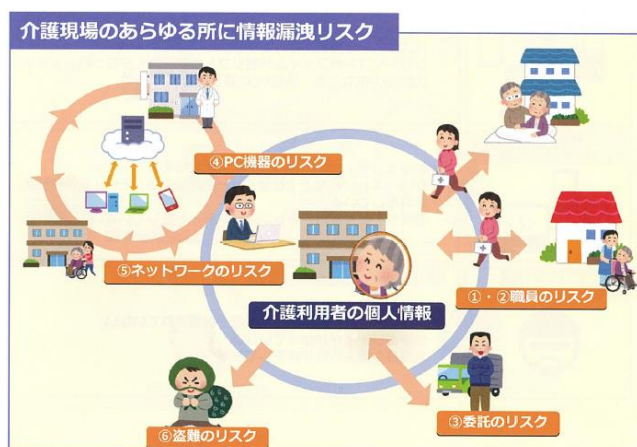 介護現場のあらゆる所に情報漏洩リスク
④PC機器のリスク
⑤ネットワークのリスク
介護利用者の個人情報
①・②職員のリスク
③委託のリスク
⑥盗難のリスク